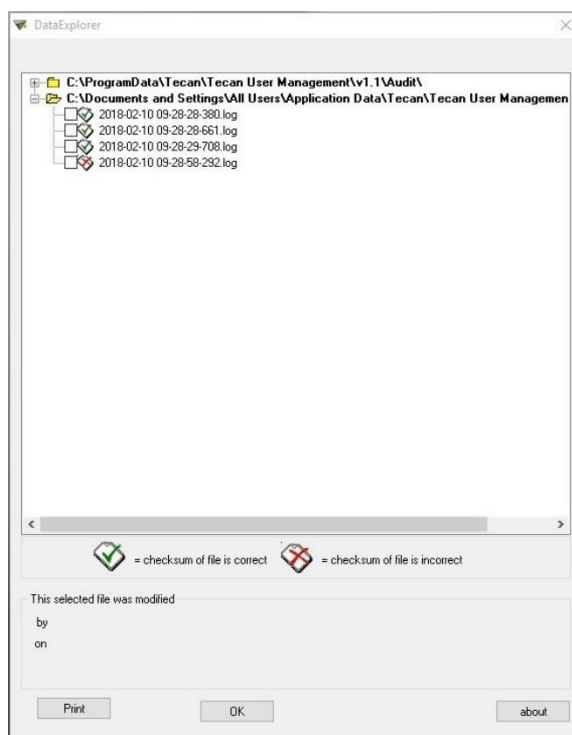 DataExplorer
C:\ProgramData\Tecan\Tecan User Management\v1.1\Audit\
C:\Documents and Settings\All Users\Application Data\Tecan\Tecan User Managemen
2018-02-10 09-28-28-380.log
2018-02-10 09-28-28-661.log
2018-02-10 09-28-29-708.log
2018-02-10 09-28-58-292.log
= checksum of file is correct = checksum of file is incorrect
This selected file was modified
by
on
Print OK about